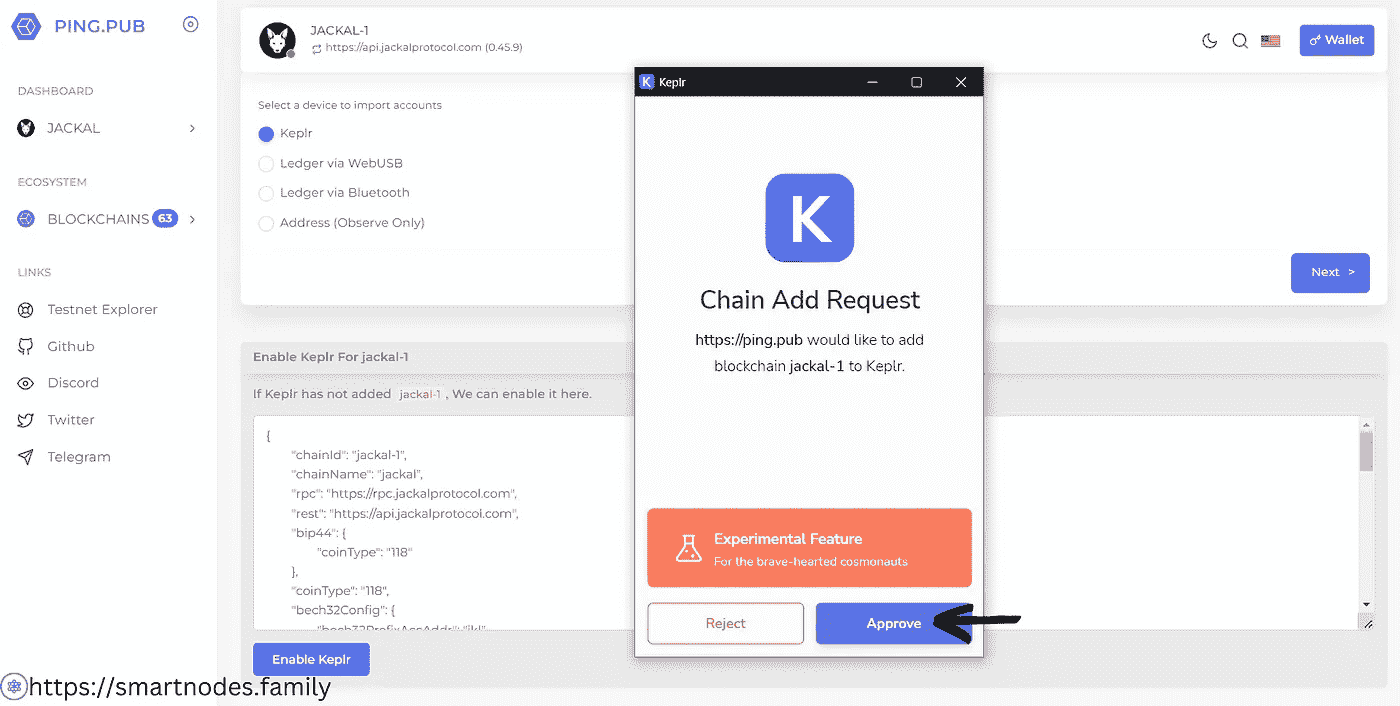 PING.PUB
DASHBOARD
JACKAL
ECOSYSTEM
BLOCKCHAINS 63
LINKS
Testnet Explorer
Github
Discord
Twitter
Telegram
JACKAL-1
https://api.jackalprotocol.com (0.45.9)
Wallet
Select a device to import accounts
Keplr
Ledger via WebUSB
Ledger via Bluetooth
Address (Observe Only)
Next >
Enable Keplr For jackal-1
If Keplr has not added jackal-1 , We can enable it here.
{
"chainId": "jackal-1",
"chainName": "jackal",
"rpc": "https://rpc.jackalprotocol.com",
"rest": "https://api.jackalprotocol.com",
"bip44": {
"coinType": "118"
},
"coinType": "118",
"bech32Config": {
"bech32PrefixAccAddr": "jkl",
Enable Keplr
K Keplr
K
Chain Add Request
https://ping.pub would like to add
blockchain jackal-1 to Keplr.
Experimental Feature
For the brave-hearted cosmonauts
Reject
Approve
https://smartnodes.family